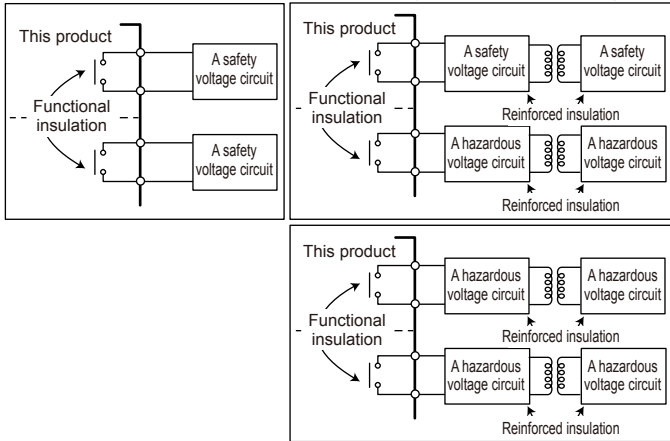 This product
A safety
voltage circuit
Functional
insulation
A safety
voltage circuit
This product
A safety
voltage circuit
A safety
voltage circuit
Reinforced insulation
Functional
insulation
A hazardous
voltage circuit
A hazardous
voltage circuit
Reinforced insulation
This product
A hazardous
voltage circuit
A hazardous
voltage circuit
Reinforced insulation
Functional
insulation
A hazardous
voltage circuit
A hazardous
voltage circuit
Reinforced insulation